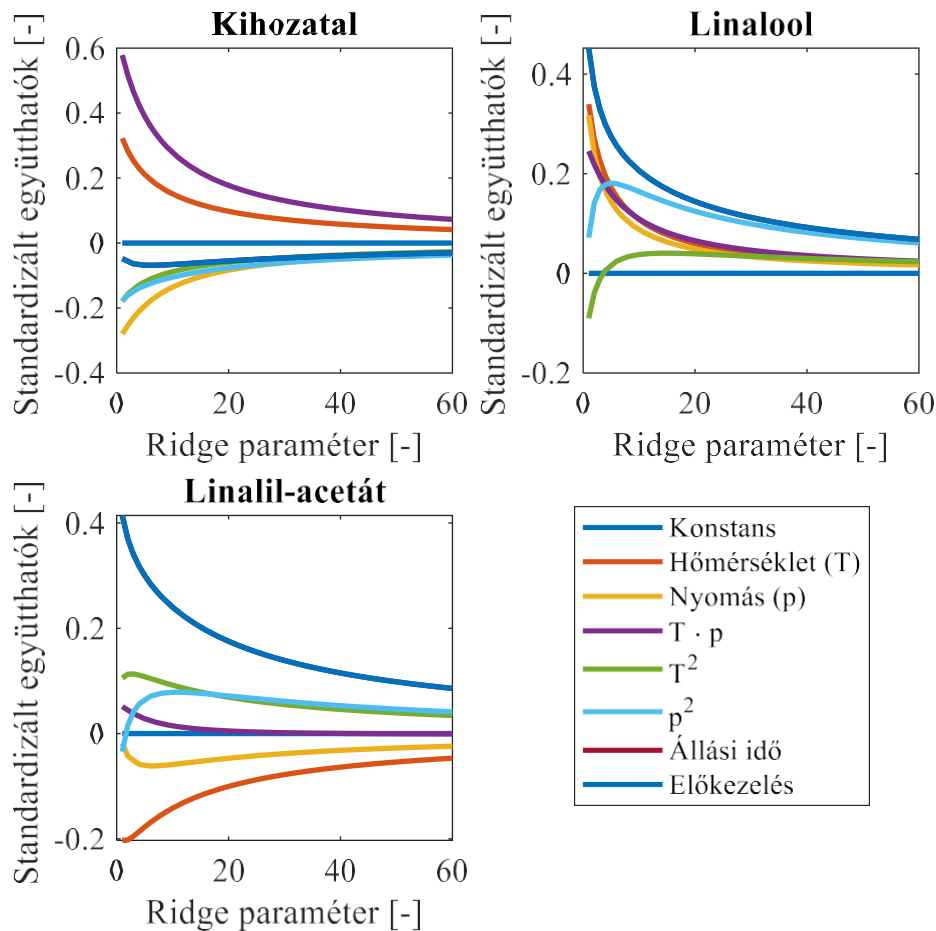 Kihozatal
Standardizált együtthatók [-]
0.6
0.4
0.2
0
-0.2
-0.4
0 20 40 60
Ridge paraméter [-]
Linalool
Standardizált együtthatók [-]
0.4
0.2
0
-0.2
0 20 40 60
Ridge paraméter [-]
Linalil-acetát
Standardizált együtthatók [-]
0.4
0.2
0
-0.2
0 20 40 60
Ridge paraméter [-]
Konstans
Hőmérséklet (T)
Nyomás (p)
T · p
T²
p²
Állási idő
Előkezelés